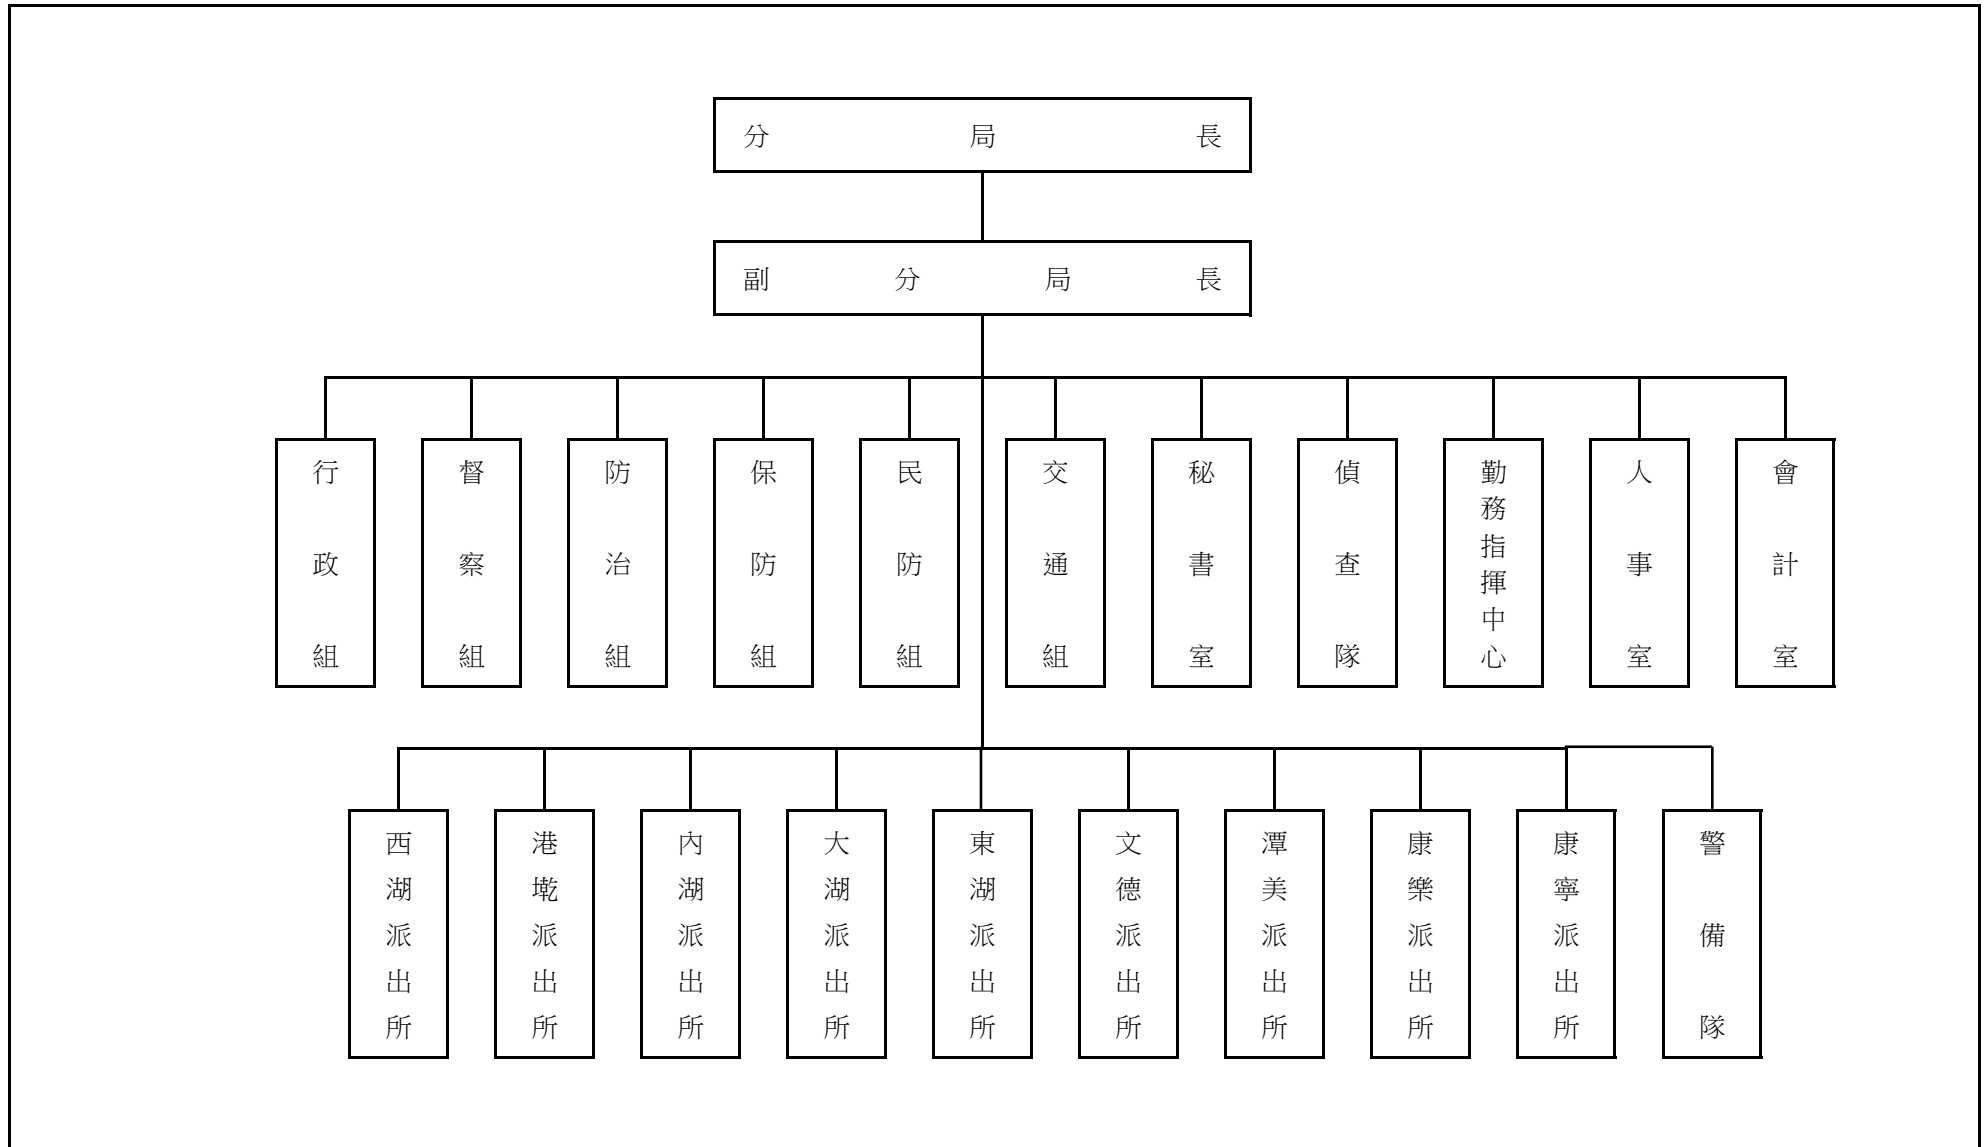 分局長
副分局長
行政組
督察組
防治組
保防組
民防組
交通組
秘書室
偵查隊
勤務指揮中心
人事室
會計室
西湖派出所
港墘派出所
內湖派出所
大湖派出所
東湖派出所
文德派出所
潭美派出所
康樂派出所
康寧派出所
警備隊